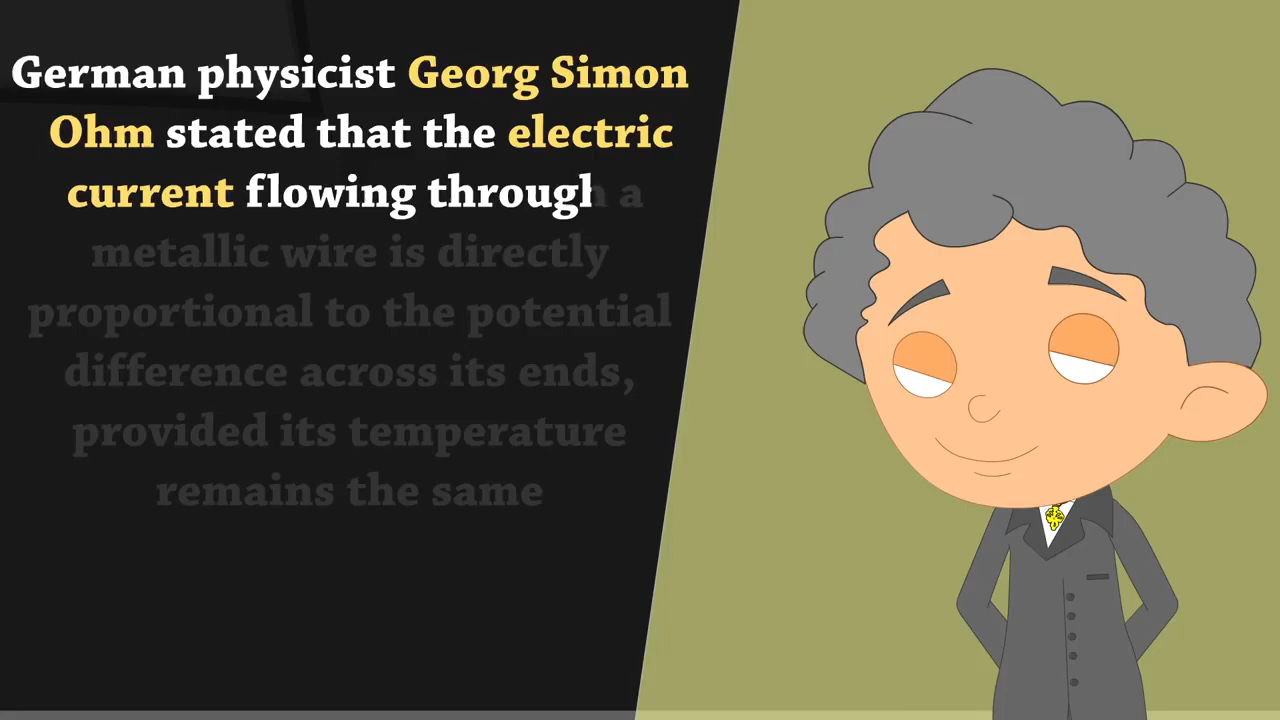 German physicist Georg Simon
Ohm stated that the electric
current flowing through a
metallic wire is directly
proportional to the potential
difference across its ends,
provided its temperature
remains the same